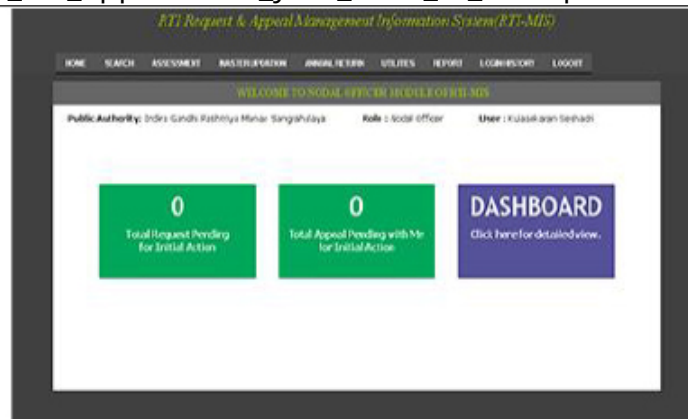 RTI Request & Appeal Management Information System(RTI-MIS)
HOME SEARCH ASSESSMENT MASTER UPDATION ANNUAL RETURN UTILITIES REPORT LOGIN HISTORY LOGOUT
WELCOME TO NODAL OFFICER MODULE OF RTI-MIS
Public Authority: Indira Gandhi Rashtriya Manav Sangrahalaya Role : Nodal Officer User :
0
Total Request Pending
for Initial Action
0
Total Appeal Pending with Me
for Initial Action
DASHBOARD
Click here for detailed view.